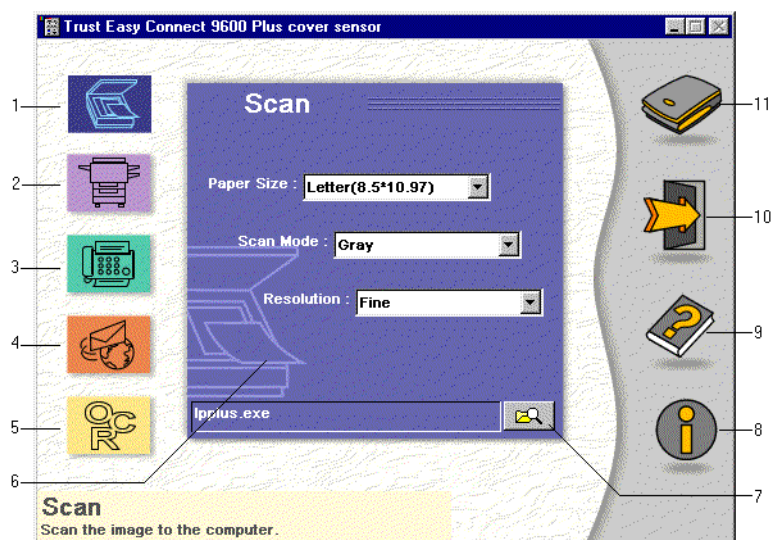 Trust Easy Connect 9600 Plus cover sensor
1
2
3
4
5
6
Scan
Paper Size : Letter(8.5*10.97)
Scan Mode : Gray
Resolution : Fine
Ippius.exe
OCR
11
10
9
8
7
Scan
Scan the image to the computer.